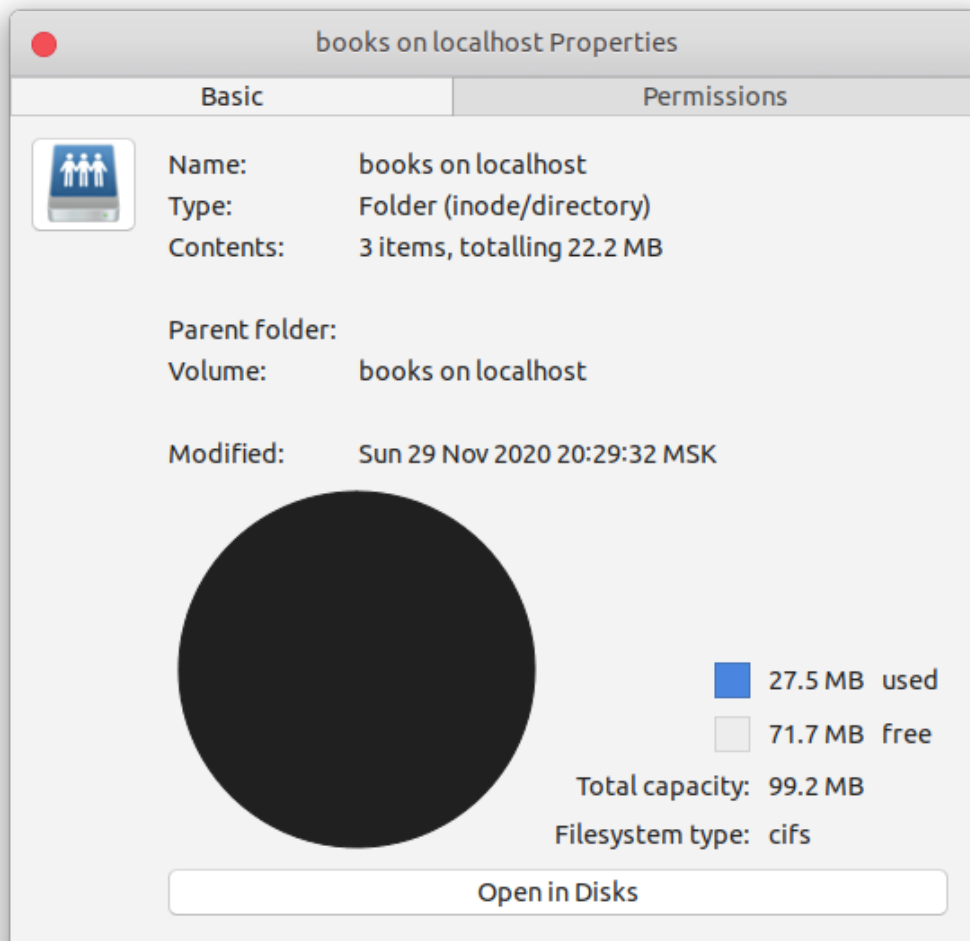 books on localhost Properties
Basic Permissions
Name: books on localhost
Type: Folder (inode/directory)
Contents: 3 items, totalling 22.2 MB
Parent folder:
Volume: books on localhost
Modified: Sun 29 Nov 2020 20:29:32 MSK
27.5 MB used
71.7 MB free
Total capacity: 99.2 MB
Filesystem type: cifs
Open in Disks